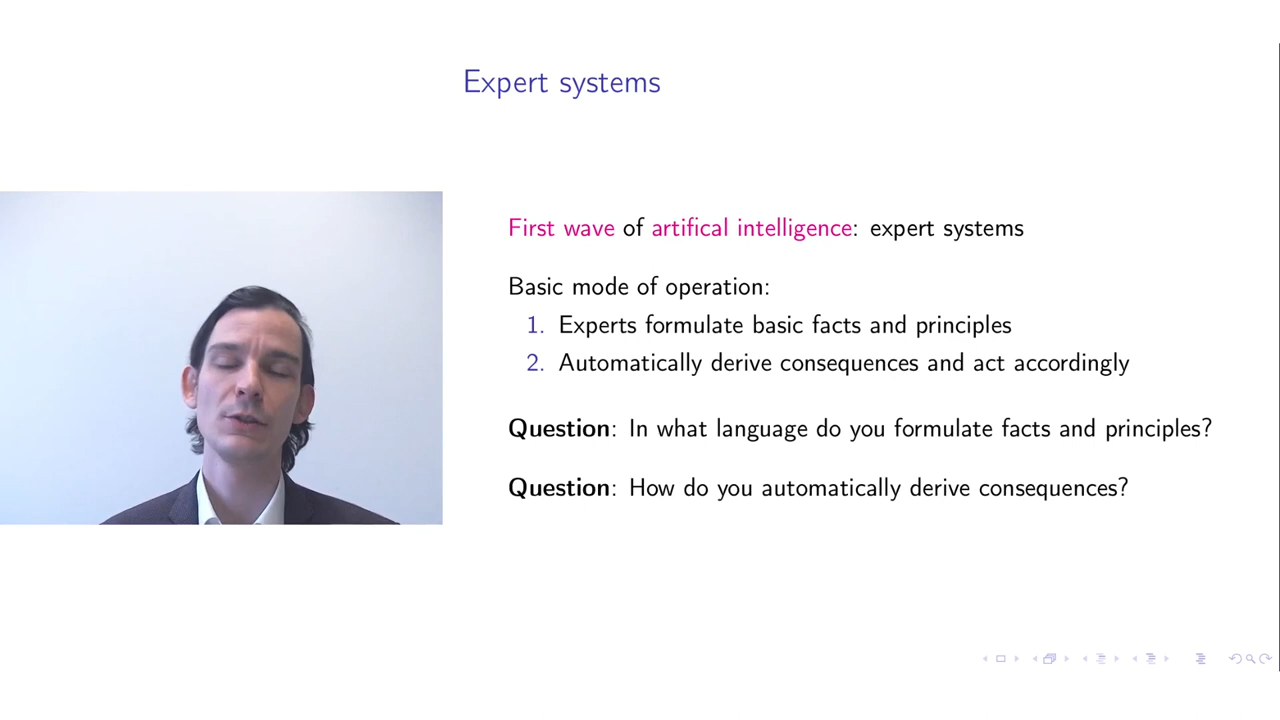 Expert systems
First wave of artifical intelligence: expert systems
Basic mode of operation:
1. Experts formulate basic facts and principles
2. Automatically derive consequences and act accordingly
Question: In what language do you formulate facts and principles?
Question: How do you automatically derive consequences?